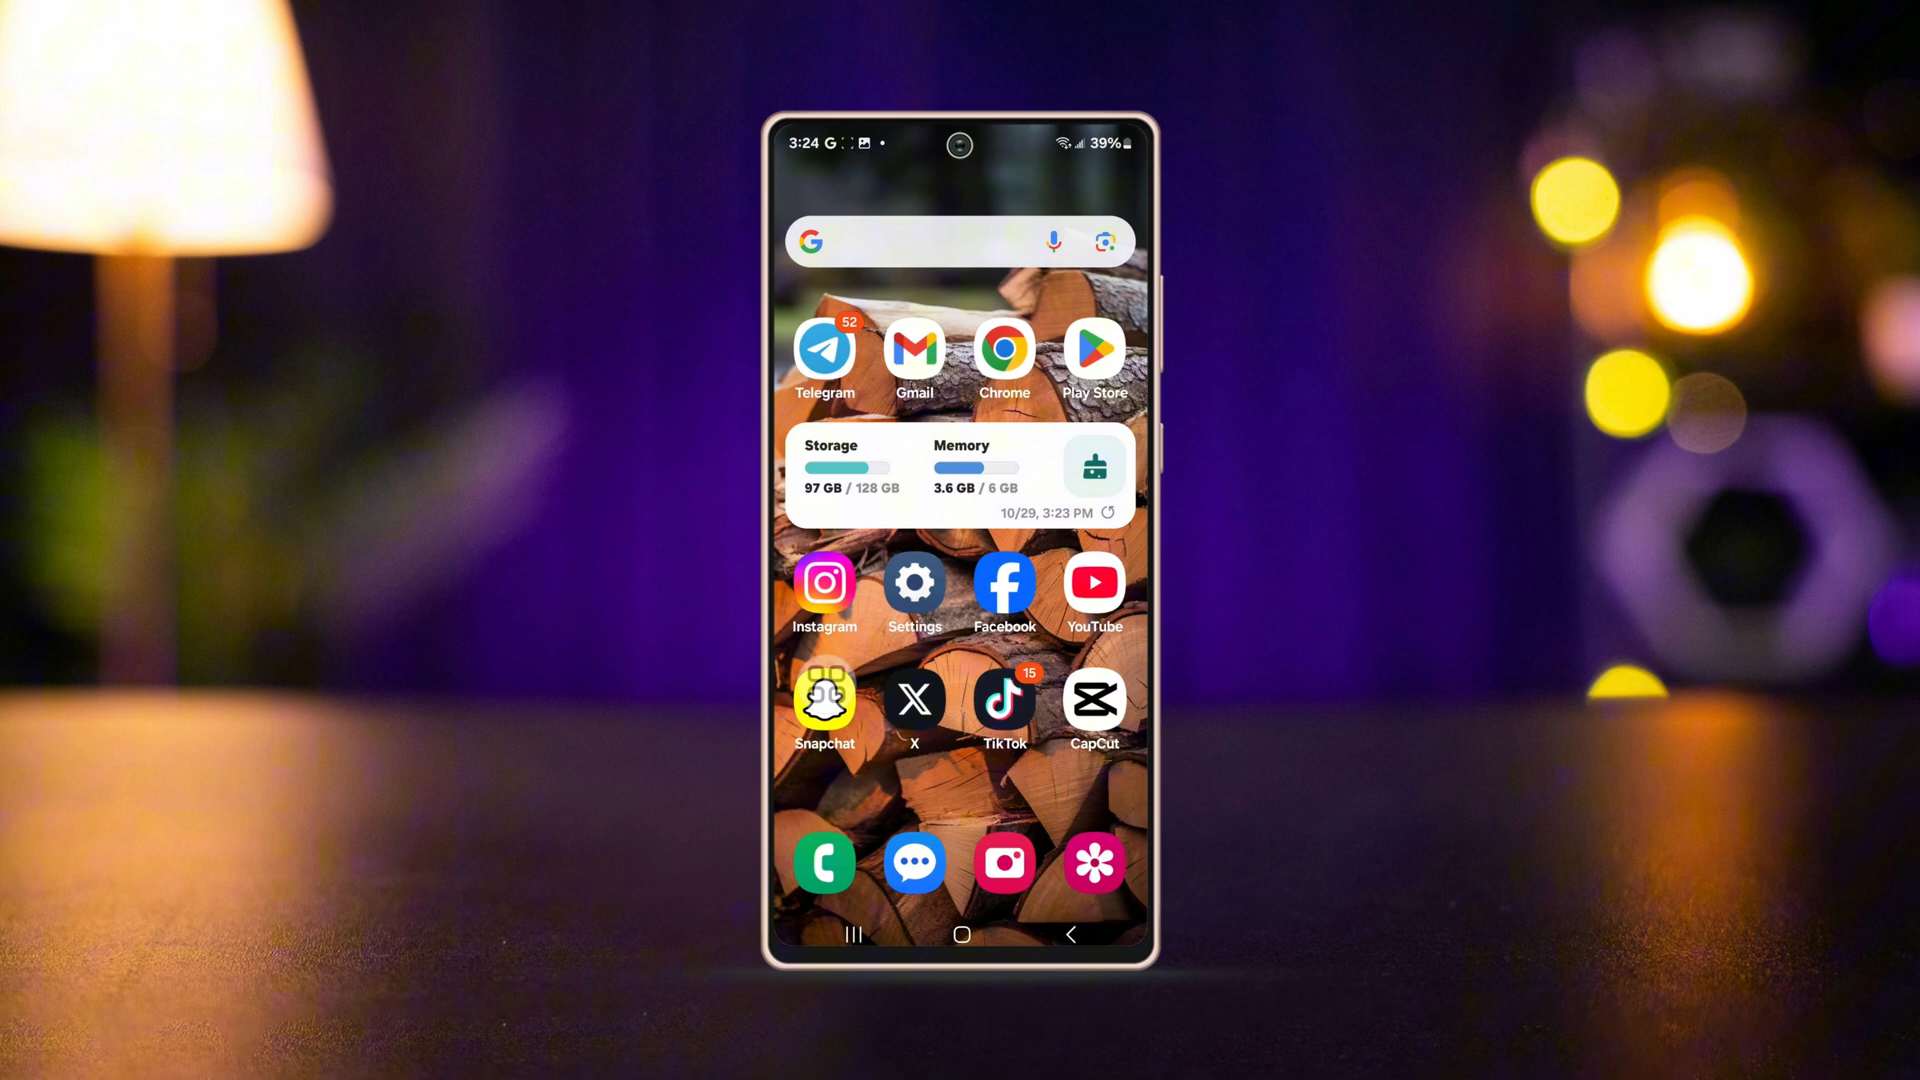 3:24 39%
52
Telegram Gmail Chrome Play Store
Storage Memory
97 GB / 128 GB 3.6 GB / 6 GB
10/29, 3:23 PM
Instagram Settings Facebook YouTube
15
Snapchat X TikTok CapCut